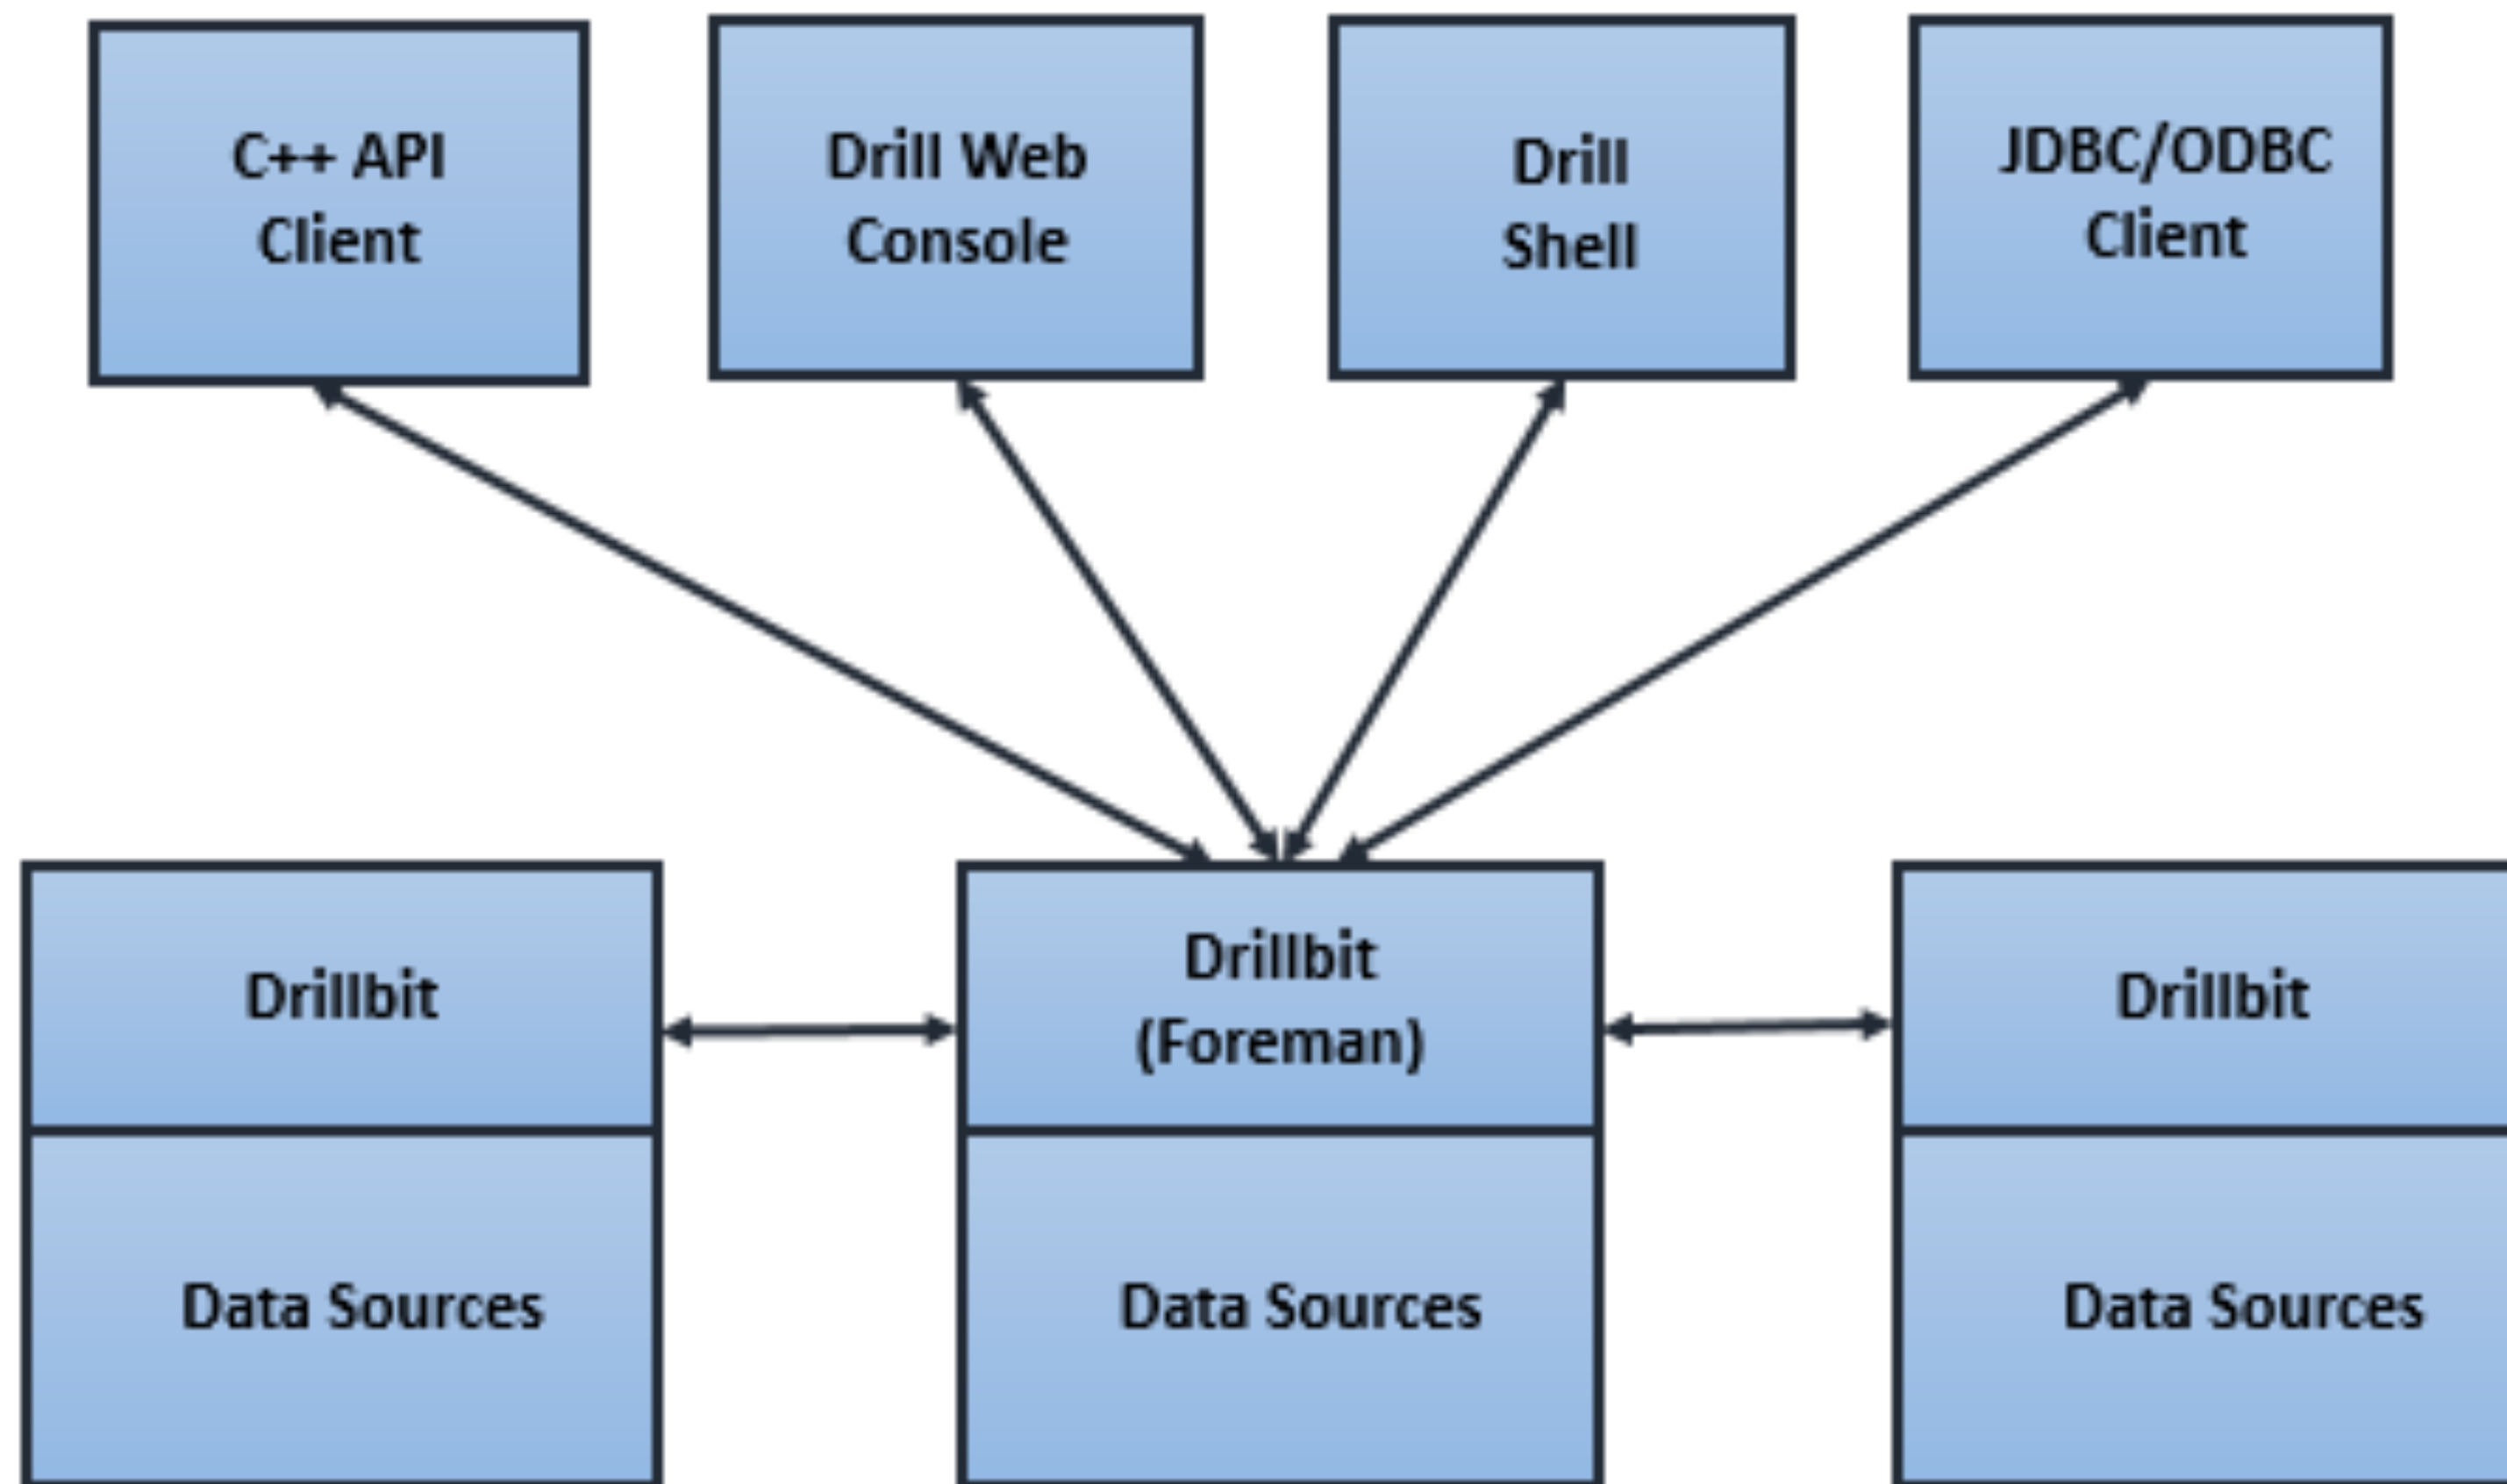 C++ API
Client
Drill Web
Console
Drill
Shell
JDBC/ODBC
Client
Drillbit
Drillbit
(Foreman)
Drillbit
Data Sources
Data Sources
Data Sources